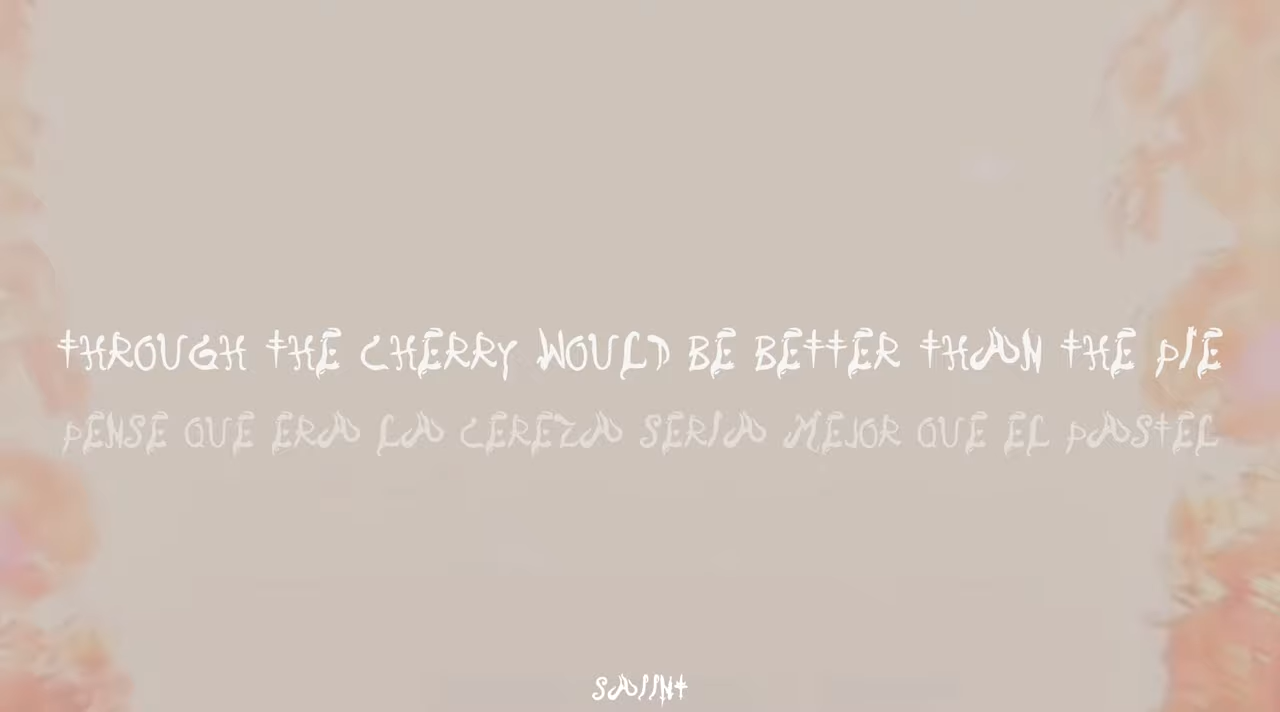 THROUGH THE CHERRY WOULD BE BETTER THAN THE PIE
PENSE QUE ERA LA CEREZA SERIA MEJOR QUE EL PASTEL
SAIINT